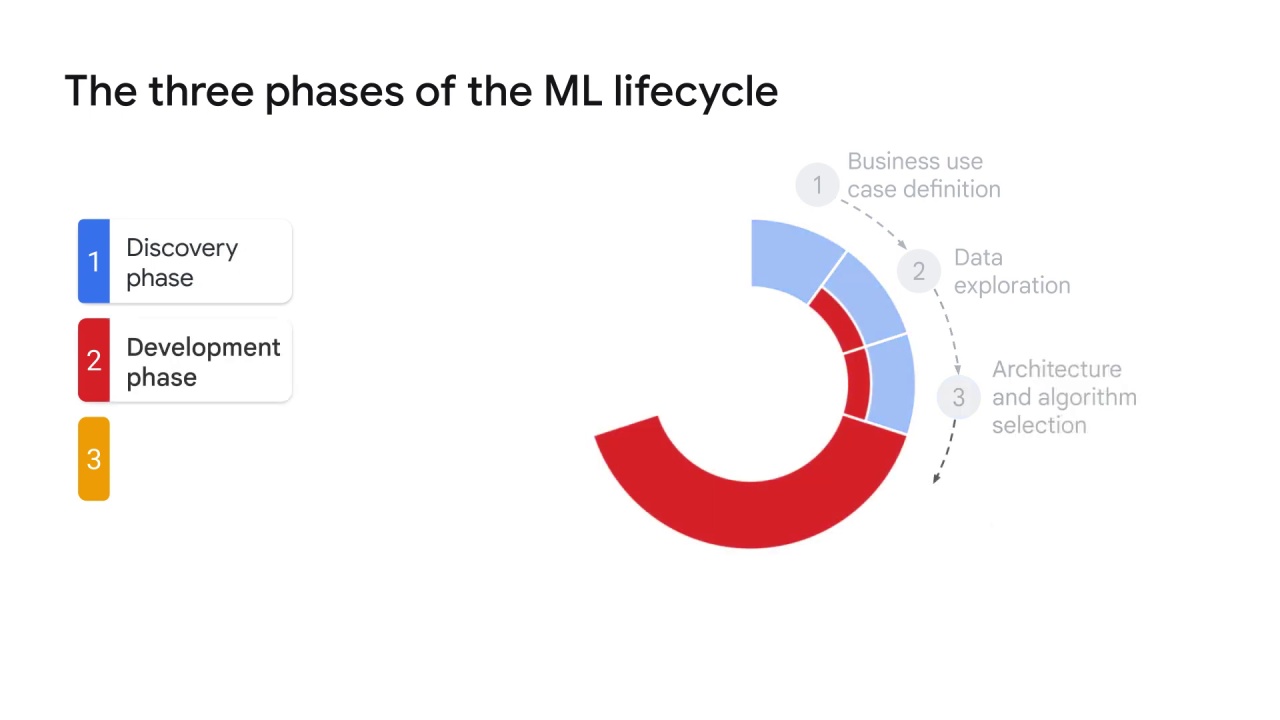 The three phases of the ML lifecycle
1
Discovery
phase
2
Development
phase
3
1
Business use
case definition
2
Data
exploration
3
Architecture
and algorithm
selection